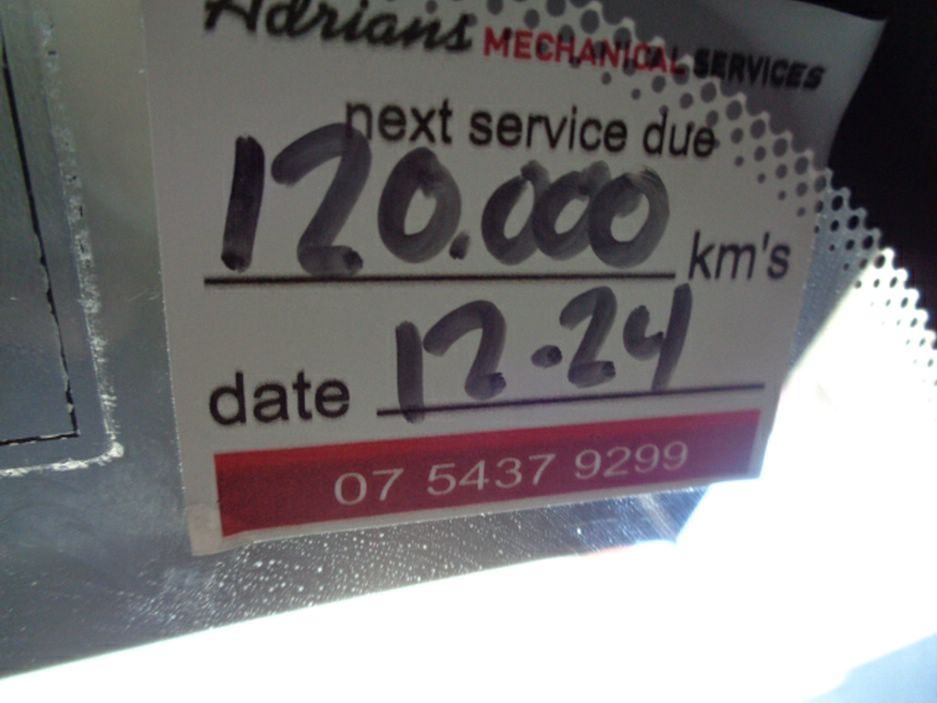 Adrians MECHANICAL SERVICES
next service due
120.000 km's
date 12.24
07 5437 9299